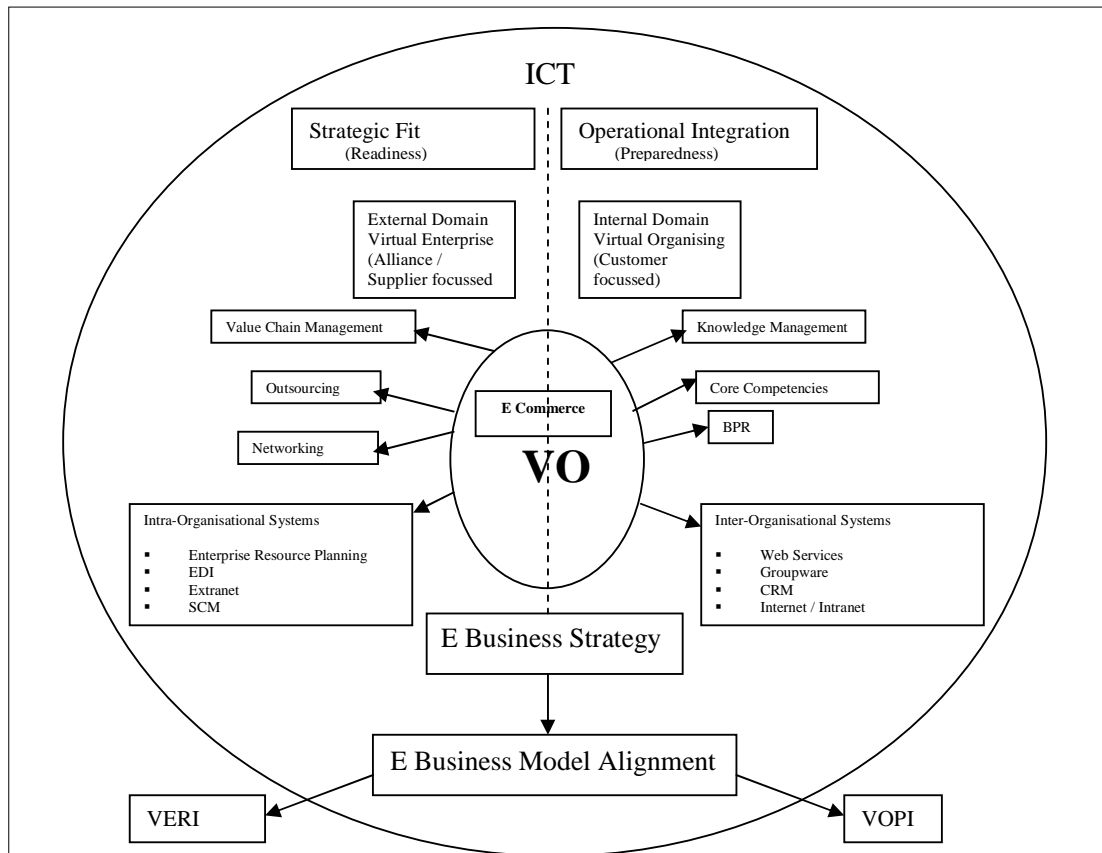 ICT
Strategic Fit
(Readiness)
Operational Integration
(Preparedness)
External Domain
Virtual Enterprise
(Alliance /
Supplier focussed
Internal Domain
Virtual Organising
(Customer
focussed)
Value Chain Management
Knowledge Management
Outsourcing
E Commerce
Core Competencies
BPR
Networking
VO
Intra-Organisational Systems
▪ Enterprise Resource Planning
▪ EDI
▪ Extranet
▪ SCM
Inter-Organisational Systems
▪ Web Services
▪ Groupware
▪ CRM
▪ Internet / Intranet
E Business Strategy
E Business Model Alignment
VERI
VOPI